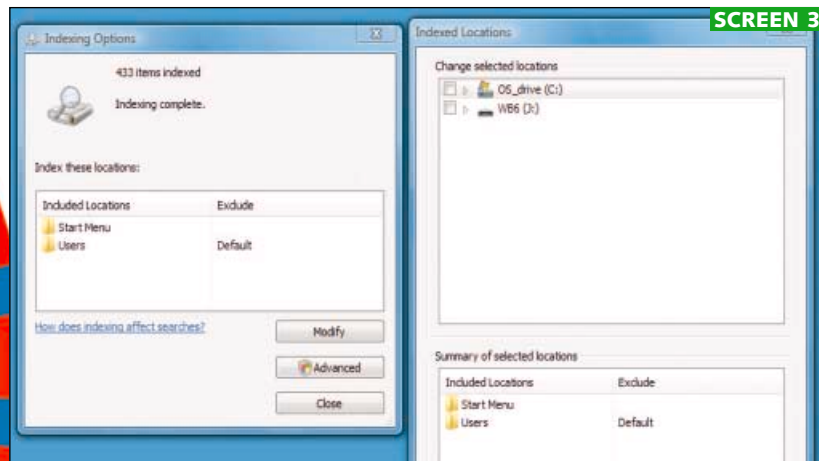 SCREEN 3
Indexing Options
433 items indexed
Indexing complete.
Index these locations:
Included Locations Exclude
Start Menu
Users Default
How does indexing affect searches?
Modify
Advanced
Close
Indexed Locations
Change selected locations
OS_drive (C:)
WB6 (J:)
Summary of selected locations
Included Locations Exclude
Start Menu
Users Default